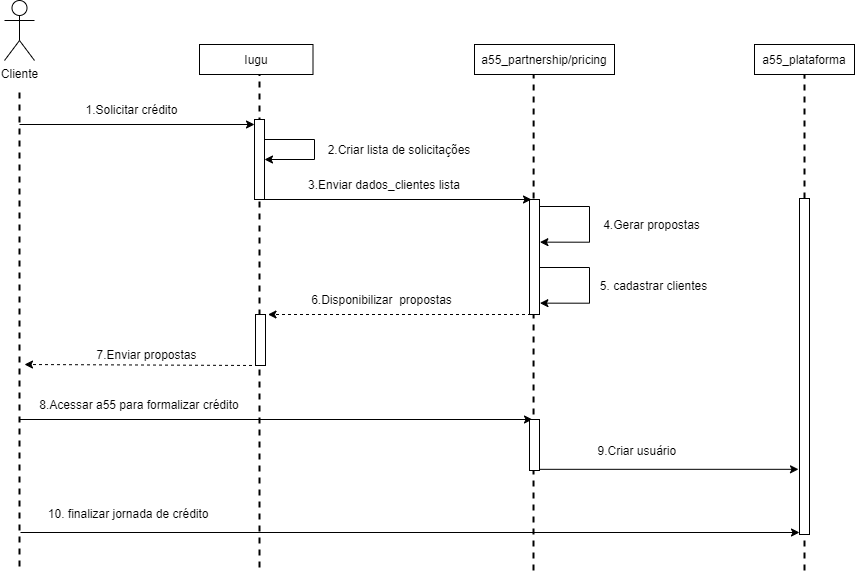 Cliente
Iugu
a55_partnership/pricing
a55_plataforma
1.Solicitar crédito
2.Criar lista de solicitações
3.Enviar dados_clientes lista
4.Gerar propostas
5. cadastrar clientes
6.Disponibilizar  propostas
7.Enviar propostas
8.Acessar a55 para formalizar crédito
9.Criar usuário
10. finalizar jornada de crédito